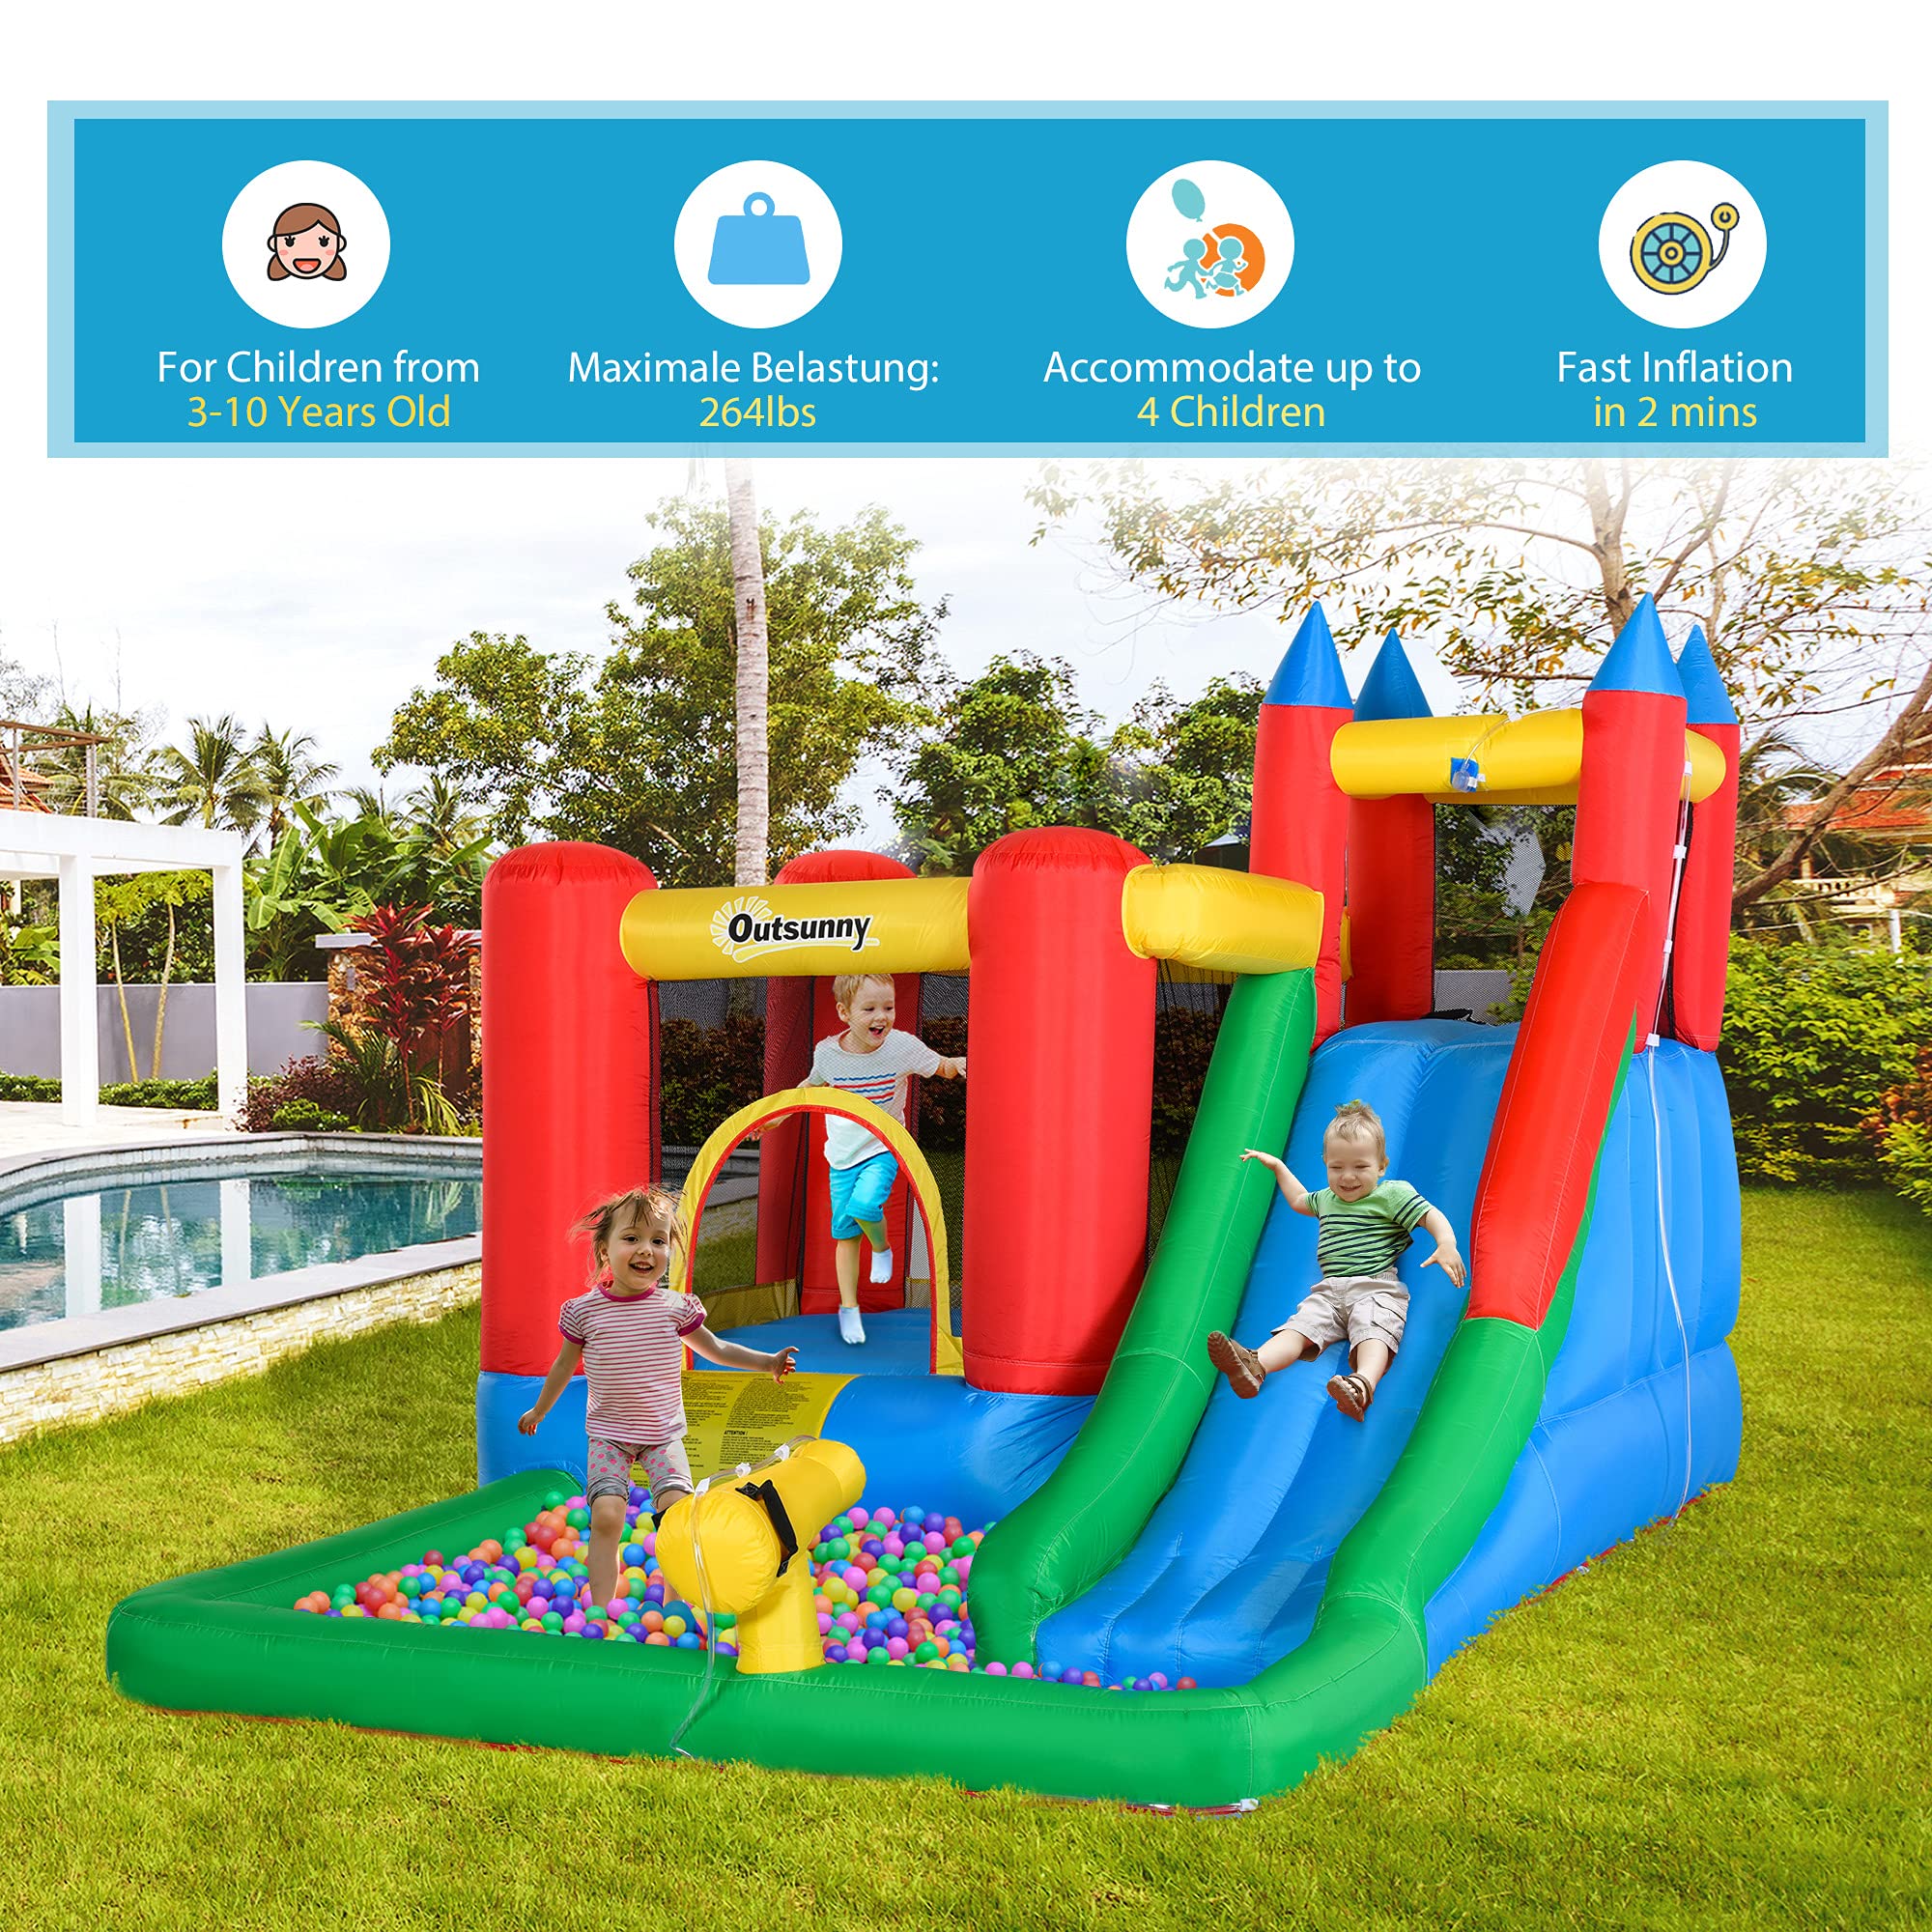 For Children from
3-10 Years Old
Maximale Belastung:
264lbs
Accommodate up to
4 Children
Fast Inflation
in 2 mins
Outsunny
ATTENTION !